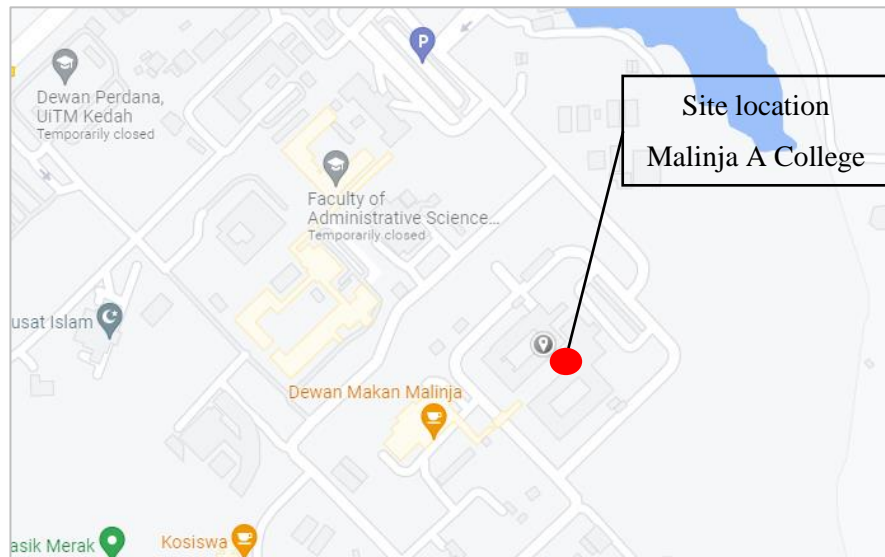 P
Dewan Perdana,
UiTM Kedah
Temporarily closed
Site location
Malinja A College
Faculty of
Administrative Science...
Temporarily closed
usat Islam
Dewan Makan Malinja
asik Merak
Kosiswa